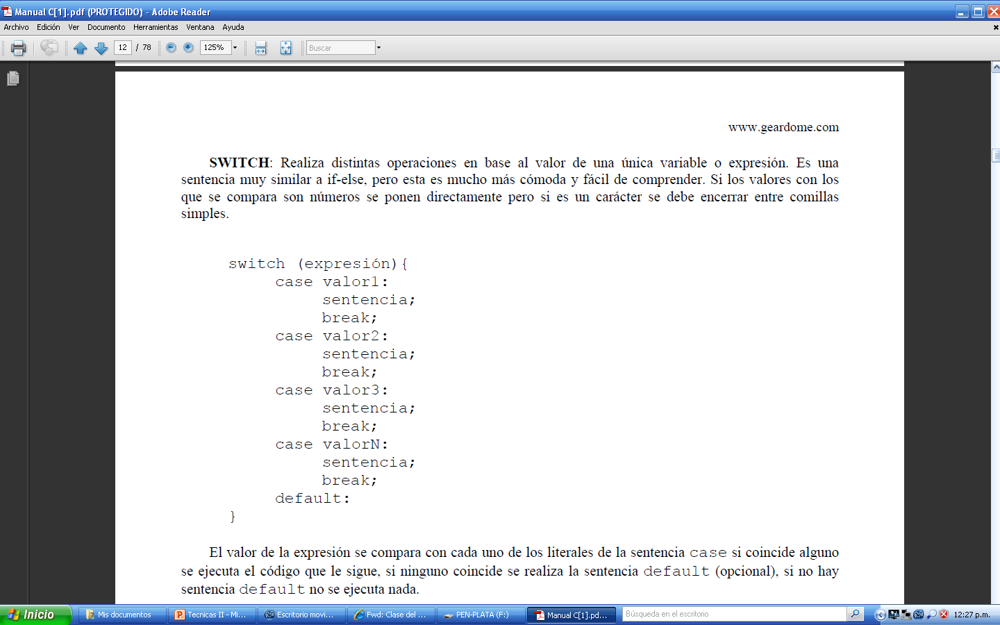 Manual C[1].pdf (PROTEGIDO) - Adobe Reader
Archivo Edición Ver Documento Herramientas Ventana Ayuda
12 / 78 125% Buscar
www.geardome.com
SWITCH: Realiza distintas operaciones en base al valor de una única variable o expresión. Es una
sentencia muy similar a if-else, pero esta es mucho más cómoda y fácil de comprender. Si los valores con los
que se compara son números se ponen directamente pero si es un carácter se debe encerrar entre comillas
simples.
switch (expresión){
case valor1:
sentencia;
break;
case valor2:
sentencia;
break;
case valor3:
sentencia;
break;
case valorN:
sentencia;
break;
default:
}
El valor de la expresión se compara con cada uno de los literales de la sentencia case si coincide alguno
se ejecuta el código que le sigue, si ninguno coincide se realiza la sentencia default (opcional), si no hay
sentencia default no se ejecuta nada.
Inicio Mis documentos Tecnicas II - Mi... Escritorio movi... Fwd: Clase del ... PEN-PLATA (F:) Manual C[1].pd... Búsqueda en el escritorio 12:27 p.m.